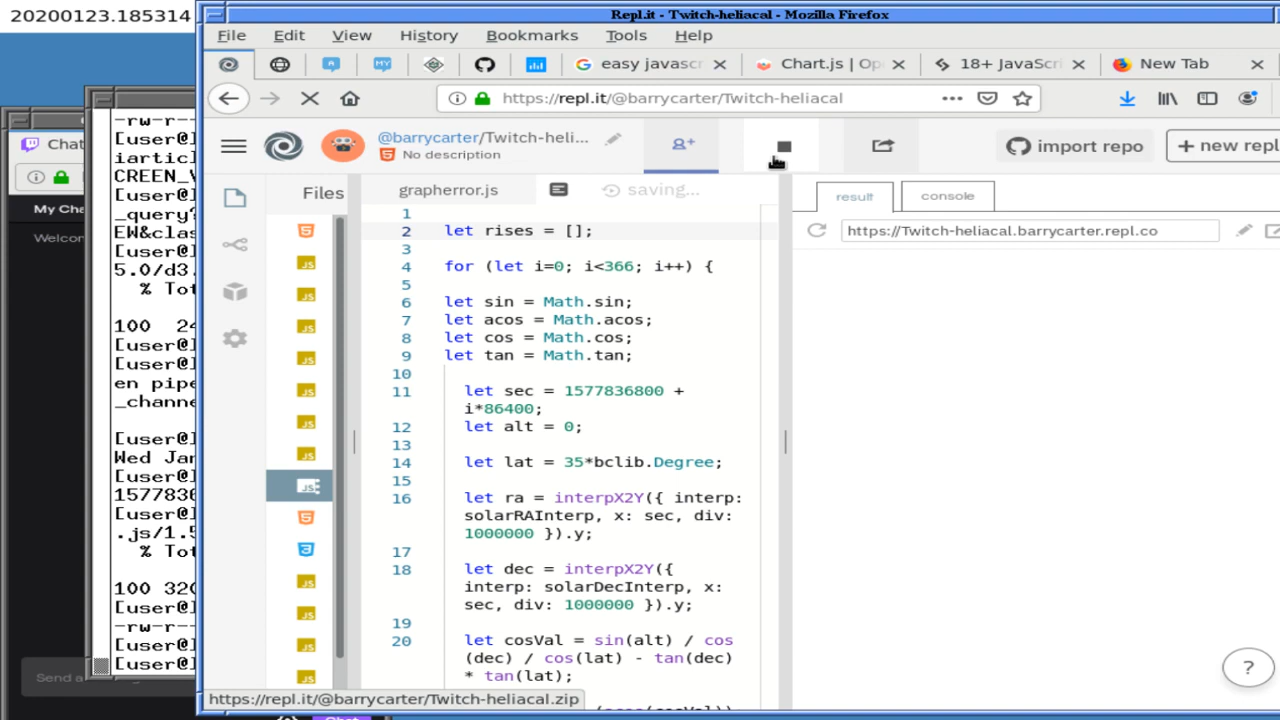 20200123.185314
Repl.it - Twitch-heliacal - Mozilla Firefox
File Edit View History Bookmarks Tools Help
easy javascr
Chart.js | Op
18+ JavaScri
New Tab
https://repl.it/@barrycarter/Twitch-heliacal
@barrycarter/Twitch-heli...
No description
import repo
+ new repl
Files
grapherror.js
saving...
result
console
https://Twitch-heliacal.barrycarter.repl.co
1
2 let rises = [];
3
4 for (let i=0; i<366; i++) {
5
6 let sin = Math.sin;
7 let acos = Math.acos;
8 let cos = Math.cos;
9 let tan = Math.tan;
10
11 let sec = 1577836800 +
i*86400;
12 let alt = 0;
13
14 let lat = 35*bclib.Degree;
15
16 let ra = interpX2Y({ interp:
solarRAInterp, x: sec, div:
1000000 }).y;
17
18 let dec = interpX2Y({
interp: solarDecInterp, x:
sec, div: 1000000 }).y;
19
20 let cosVal = sin(alt) / cos
(dec) / cos(lat) - tan(dec)
* tan(lat);
https://repl.it/@barrycarter/Twitch-heliacal.zip
?
Chat
My Cha
Welcon
Send a
-rw-r--
[user@
iartic
CREEN_
_query?
EW&clas
[user@
5.0/d3.
% Tot
100 24
[user@
[user@
en pipe
_channe
[user@
Wed Jan
[user@
1577836
[user@
.js/1.5
% Tot
100 320
[user@
-rw-r--
[user@
[user@